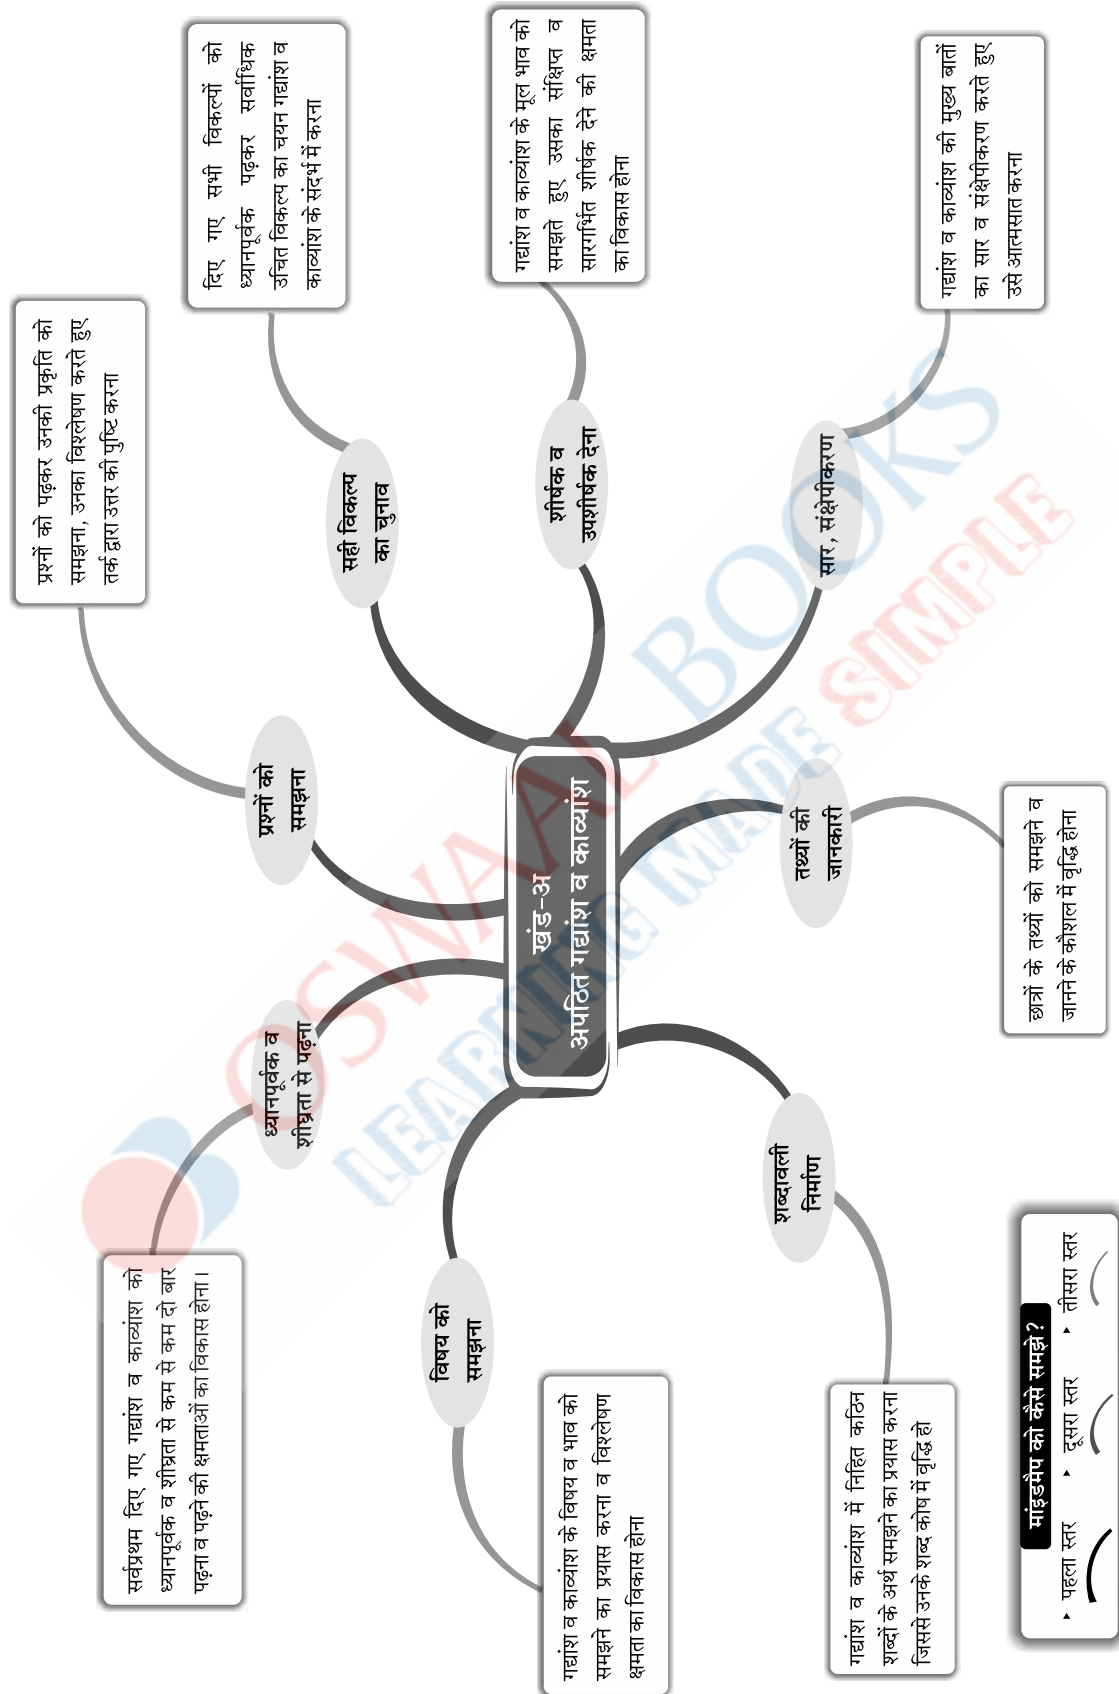 खंड-अ
अपठित गद्यांश व काव्यांश
विषय को
समझना
गद्यांश व काव्यांश के विषय व भाव को
समझने का प्रयास करना व विश्लेषण
क्षमता का विकास होना
ध्यानपूर्वक व
शीघ्रता से पढ़ना
सर्वप्रथम दिए गए गद्यांश व काव्यांश को
ध्यानपूर्वक व शीघ्रता से कम से कम दो बार
पढ़ना व पढ़ने की क्षमताओं का विकास होना।
प्रश्नों को
समझना
प्रश्नों को पढ़कर उनकी प्रकृति को
समझना, उनका विश्लेषण करते हुए
तर्क द्वारा उत्तर की पुष्टि करना
सही विकल्प
का चुनाव
दिए गए सभी विकल्पों को
ध्यानपूर्वक पढ़कर सर्वाधिक
उचित विकल्प का चयन गद्यांश व
काव्यांश के संदर्भ में करना
शीर्षक व
उपशीर्षक देना
गद्यांश व काव्यांश के मूल भाव को
समझते हुए उसका संक्षिप्त व
सारगर्भित शीर्षक देने की क्षमता
का विकास होना
सार, संक्षेपीकरण
गद्यांश व काव्यांश की मुख्य बातों
का सार व संक्षेपीकरण करते हुए
उसे आत्मसात करना
तथ्यों की
जानकारी
छात्रों के तथ्यों को समझने व
जानने के कौशल में वृद्धि होना
शब्दावली
निर्माण
गद्यांश व काव्यांश में निहित कठिन
शब्दों के अर्थ समझने का प्रयास करना
जिससे उनके शब्द कोष में वृद्धि हो
मांइडमैप को कैसे समझे?
▸ पहला स्तर ▸ दूसरा स्तर ▸ तीसरा स्तर
OSWAAL BOOKS
LEARNING MADE SIMPLE